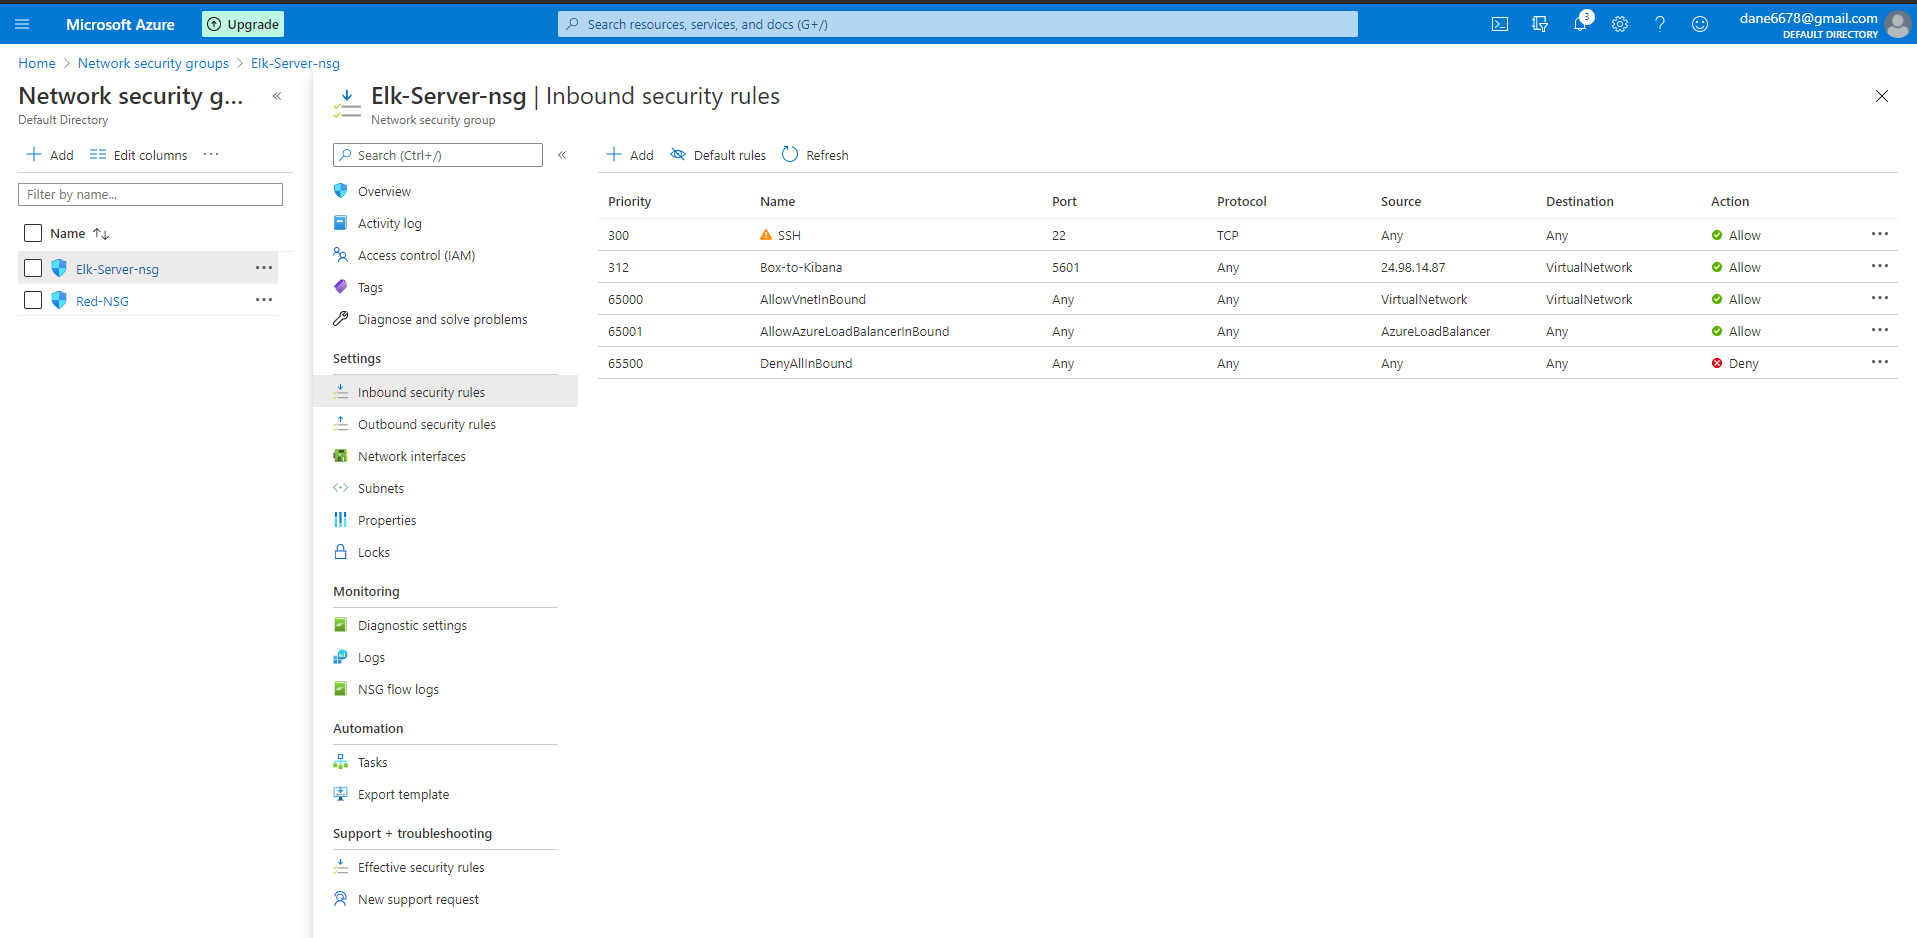 Microsoft Azure
Upgrade
Search resources, services, and docs (G+/)
3
dane6678@gmail.com
DEFAULT DIRECTORY
Home > Network security groups > Elk-Server-nsg
Network security g...
Default Directory
Add
Edit columns
Filter by name...
Name
Elk-Server-nsg
Red-NSG
Elk-Server-nsg | Inbound security rules
Network security group
Search (Ctrl+/)
Overview
Activity log
Access control (IAM)
Tags
Diagnose and solve problems
Settings
Inbound security rules
Outbound security rules
Network interfaces
Subnets
Properties
Locks
Monitoring
Diagnostic settings
Logs
NSG flow logs
Automation
Tasks
Export template
Support + troubleshooting
Effective security rules
New support request
Add Default rules Refresh
Priority Name Port Protocol Source Destination Action
300 SSH 22 TCP Any Any Allow
312 Box-to-Kibana 5601 Any 24.98.14.87 VirtualNetwork Allow
65000 AllowVnetInBound Any Any VirtualNetwork VirtualNetwork Allow
65001 AllowAzureLoadBalancerInBound Any Any AzureLoadBalancer Any Allow
65500 DenyAllInBound Any Any Any Any Deny